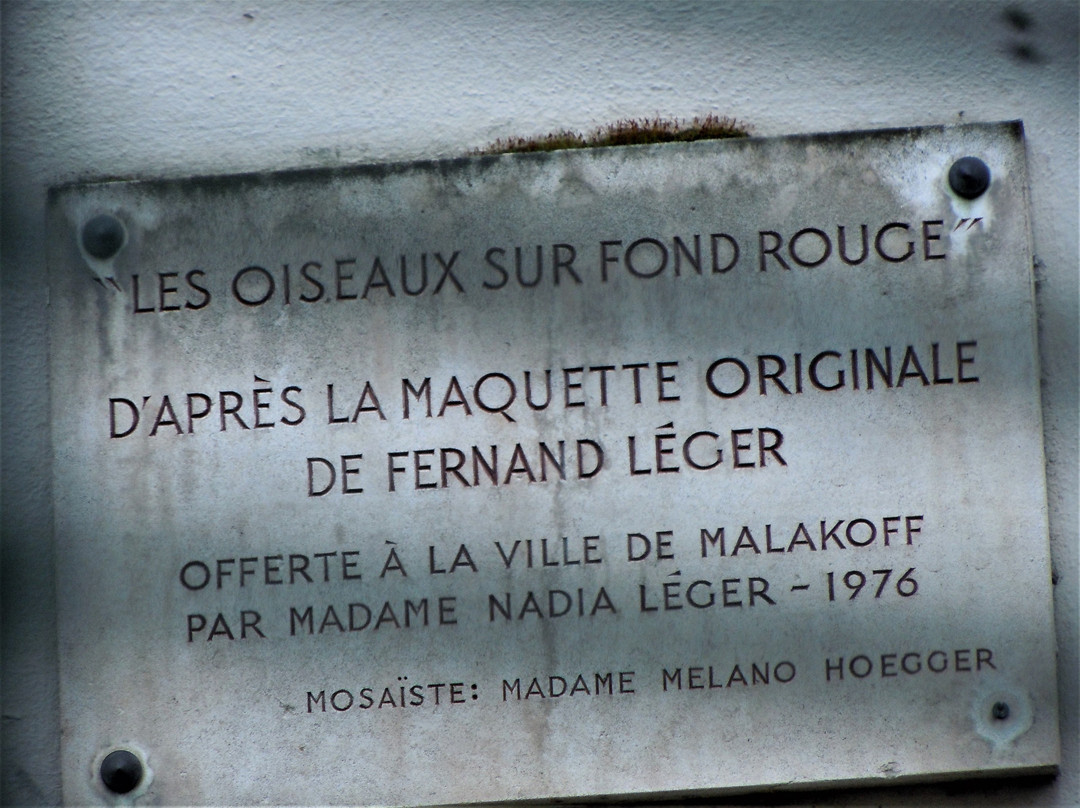 "LES OISEAUX SUR FOND ROUGE"
D'APRÈS LA MAQUETTE ORIGINALE
DE FERNAND LÉGER
OFFERTE À LA VILLE DE MALAKOFF
PAR MADAME NADIA LÉGER - 1976
MOSAÏSTE: MADAME MELANO HOEGGER